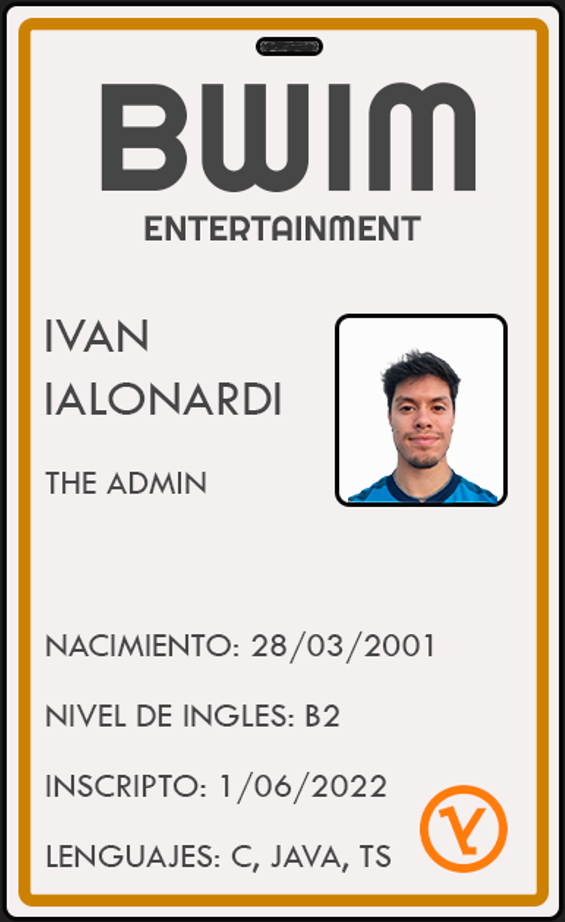 BWIM
ENTERTAINMENT
IVAN
IALONARDI
THE ADMIN
NACIMIENTO: 28/03/2001
NIVEL DE INGLES: B2
INSCRIPTO: 1/06/2022
LENGUAJES: C, JAVA, TS